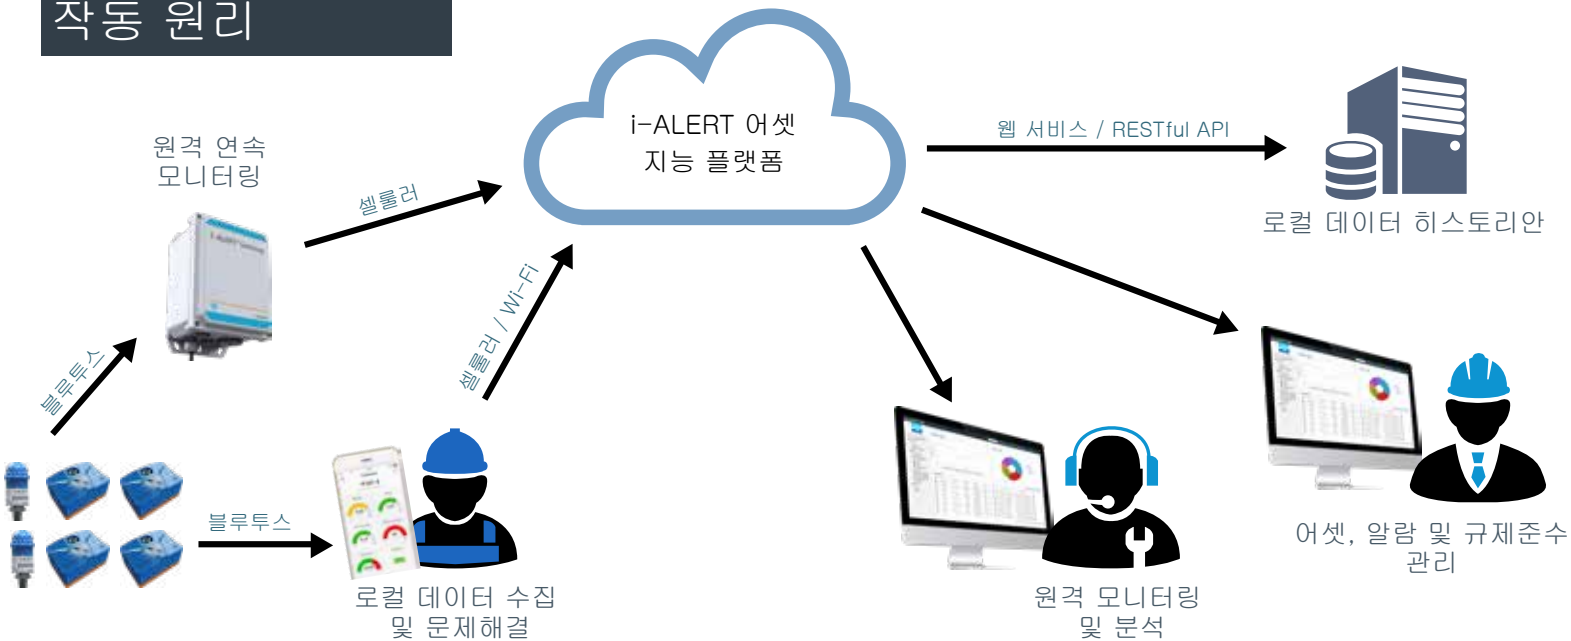 작동 원리
i-ALERT 어셋
지능 플랫폼
웹 서비스 / RESTful API
원격 연속
모니터링
셀룰러
로컬 데이터 히스토리안
i-ALERT
셀룰러 / Wi-Fi
블루투스
블루투스
어셋, 알람 및 규제준수
관리
로컬 데이터 수집
및 문제해결
원격 모니터링
및 분석